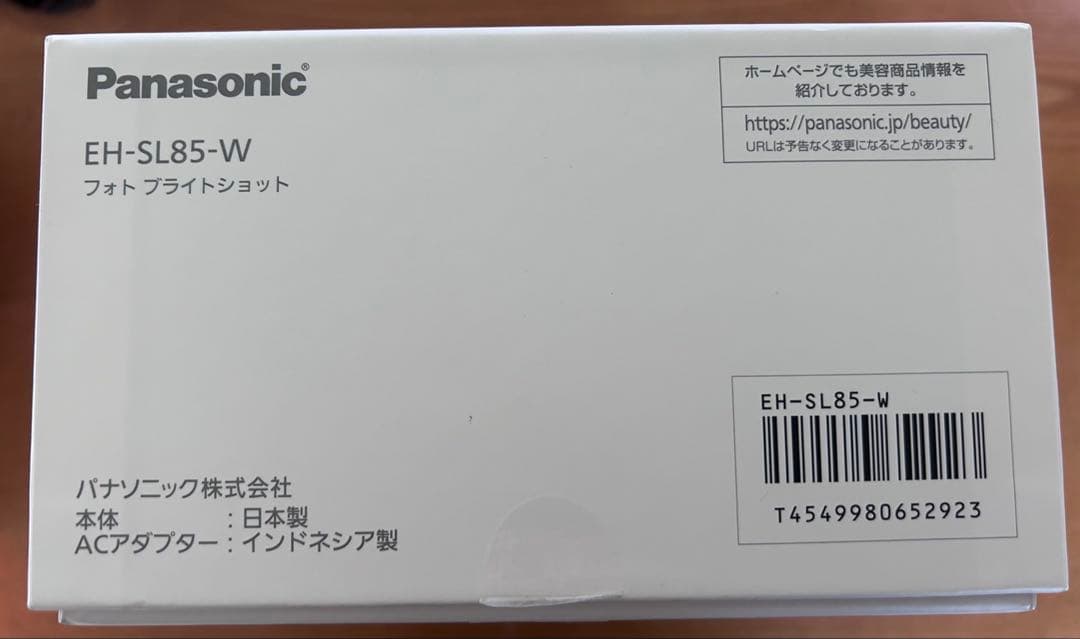 Panasonic®
EH-SL85-W
フォト ブライトショット
ホームページでも美容商品情報を
紹介しております。
https://panasonic.jp/beauty/
URLは予告なく変更になることがあります。
EH-SL85-W
T4549980652923
パナソニック株式会社
本体 : 日本製
ACアダプター : インドネシア製